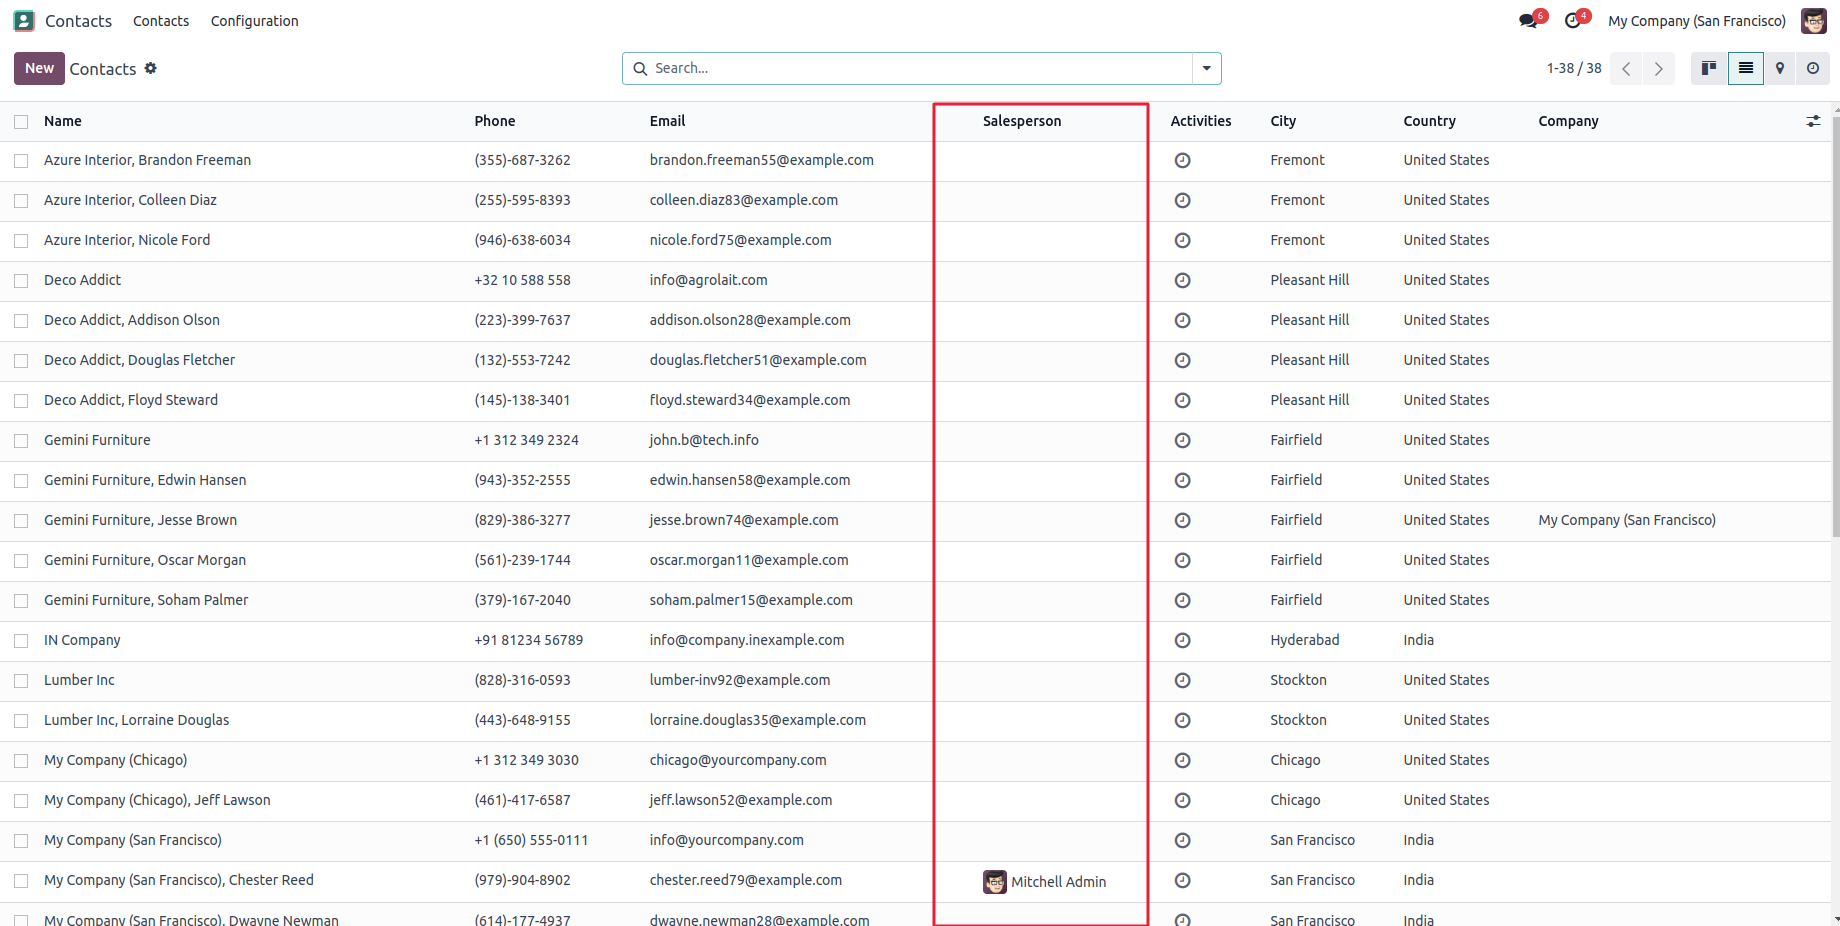 Contacts Contacts Configuration 6 4 My Company (San Francisco)
New Contacts Search... 1-38 / 38
Name Phone Email Salesperson Activities City Country Company
Azure Interior, Brandon Freeman (355)-687-3262 brandon.freeman55@example.com Fremont United States
Azure Interior, Colleen Diaz (255)-595-8393 colleen.diaz83@example.com Fremont United States
Azure Interior, Nicole Ford (946)-638-6034 nicole.ford75@example.com Fremont United States
Deco Addict +32 10 588 558 info@agrolait.com Pleasant Hill United States
Deco Addict, Addison Olson (223)-399-7637 addison.olson28@example.com Pleasant Hill United States
Deco Addict, Douglas Fletcher (132)-553-7242 douglas.fletcher51@example.com Pleasant Hill United States
Deco Addict, Floyd Steward (145)-138-3401 floyd.steward34@example.com Pleasant Hill United States
Gemini Furniture +1 312 349 2324 john.b@tech.info Fairfield United States
Gemini Furniture, Edwin Hansen (943)-352-2555 edwin.hansen58@example.com Fairfield United States
Gemini Furniture, Jesse Brown (829)-386-3277 jesse.brown74@example.com Fairfield United States My Company (San Francisco)
Gemini Furniture, Oscar Morgan (561)-239-1744 oscar.morgan11@example.com Fairfield United States
Gemini Furniture, Soham Palmer (379)-167-2040 soham.palmer15@example.com Fairfield United States
IN Company +91 81234 56789 info@company.inexample.com Hyderabad India
Lumber Inc (828)-316-0593 lumber-inv92@example.com Stockton United States
Lumber Inc, Lorraine Douglas (443)-648-9155 lorraine.douglas35@example.com Stockton United States
My Company (Chicago) +1 312 349 3030 chicago@yourcompany.com Chicago United States
My Company (Chicago), Jeff Lawson (461)-417-6587 jeff.lawson52@example.com Chicago United States
My Company (San Francisco) +1 (650) 555-0111 info@yourcompany.com San Francisco India
My Company (San Francisco), Chester Reed (979)-904-8902 chester.reed79@example.com Mitchell Admin San Francisco India
My Company (San Francisco), Dwayne Newman (614)-177-4937 dwayne.newman28@example.com San Francisco India